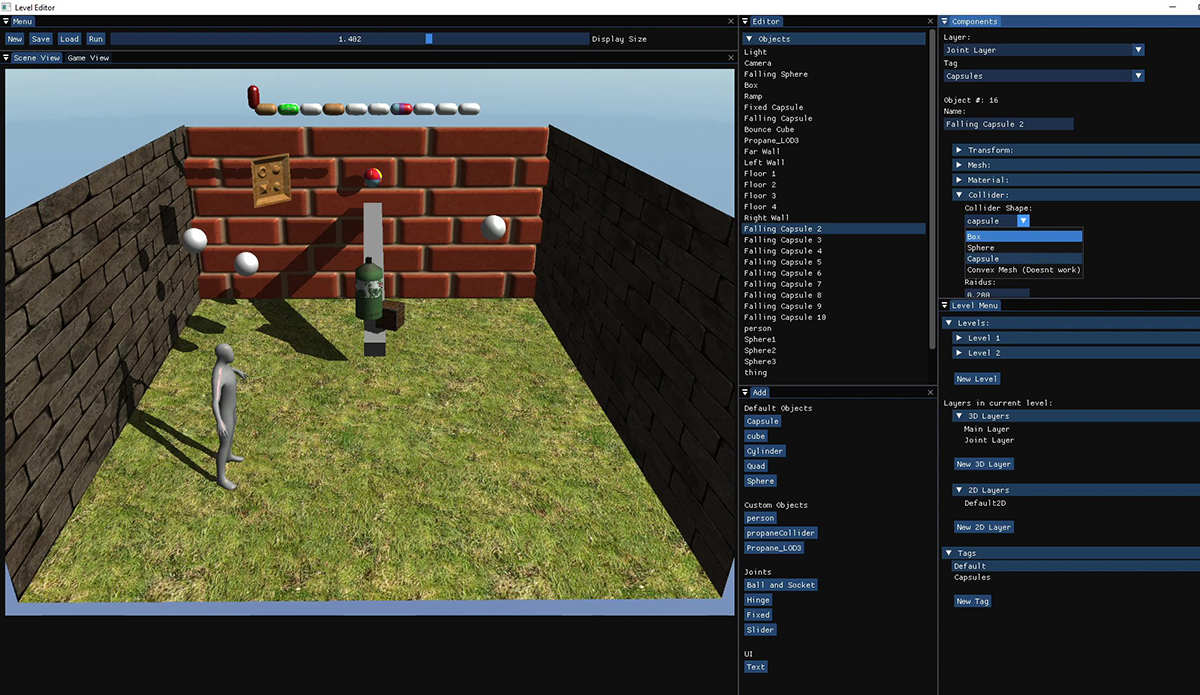 Level Editor
Menu
New Save Load Run 1.402 Display Size
Scene View Game View
Editor
Objects
Light
Camera
Falling Sphere
Box
Ramp
Fixed Capsule
Falling Capsule
Bounce Cube
Propane_LOD3
Far Wall
Left Wall
Floor 1
Floor 2
Floor 3
Floor 4
Right Wall
Falling Capsule 2
Falling Capsule 3
Falling Capsule 4
Falling Capsule 5
Falling Capsule 6
Falling Capsule 7
Falling Capsule 8
Falling Capsule 9
Falling Capsule 10
person
Sphere1
Sphere2
Sphere3
thing
Add
Default Objects
Capsule
cube
Cylinder
Quad
Sphere
Custom Objects
person
propaneCollider
Propane_LOD3
Joints
Ball and Socket
Hinge
Fixed
Slider
UI
Text
Components
Layer:
Joint Layer
Tag
Capsules
Object #: 16
Name:
Falling Capsule 2
Transform:
Mesh:
Material:
Collider:
Collider Shape:
capsule
Box
Sphere
Capsule
Convex Mesh (Doesnt work)
Raidus:
0.200
Level Menu
Levels:
Level 1
Level 2
New Level
Layers in current level:
3D Layers
Main Layer
Joint Layer
New 3D Layer
2D Layers
Default2D
New 2D Layer
Tags
Default
Capsules
New Tag